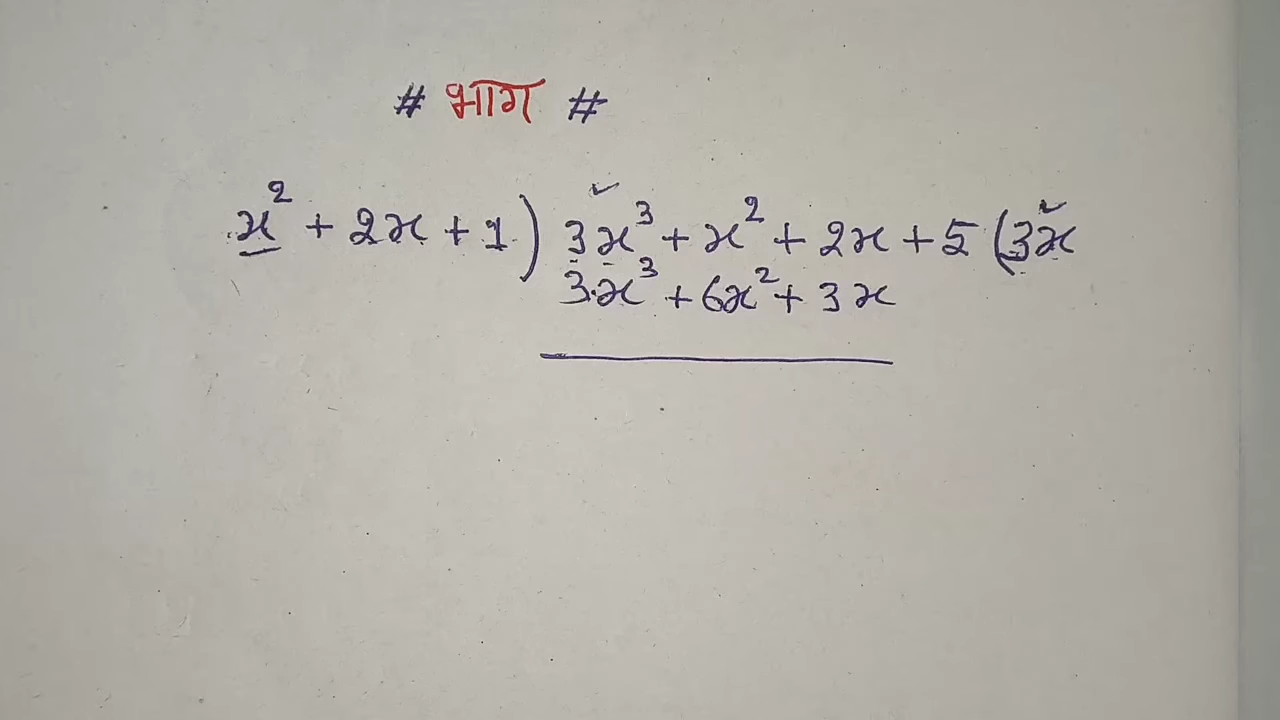 # भाग #
x² + 2x + 1 ) 3x³ + x² + 2x + 5 ( 3x
3x³ + 6x² + 3x